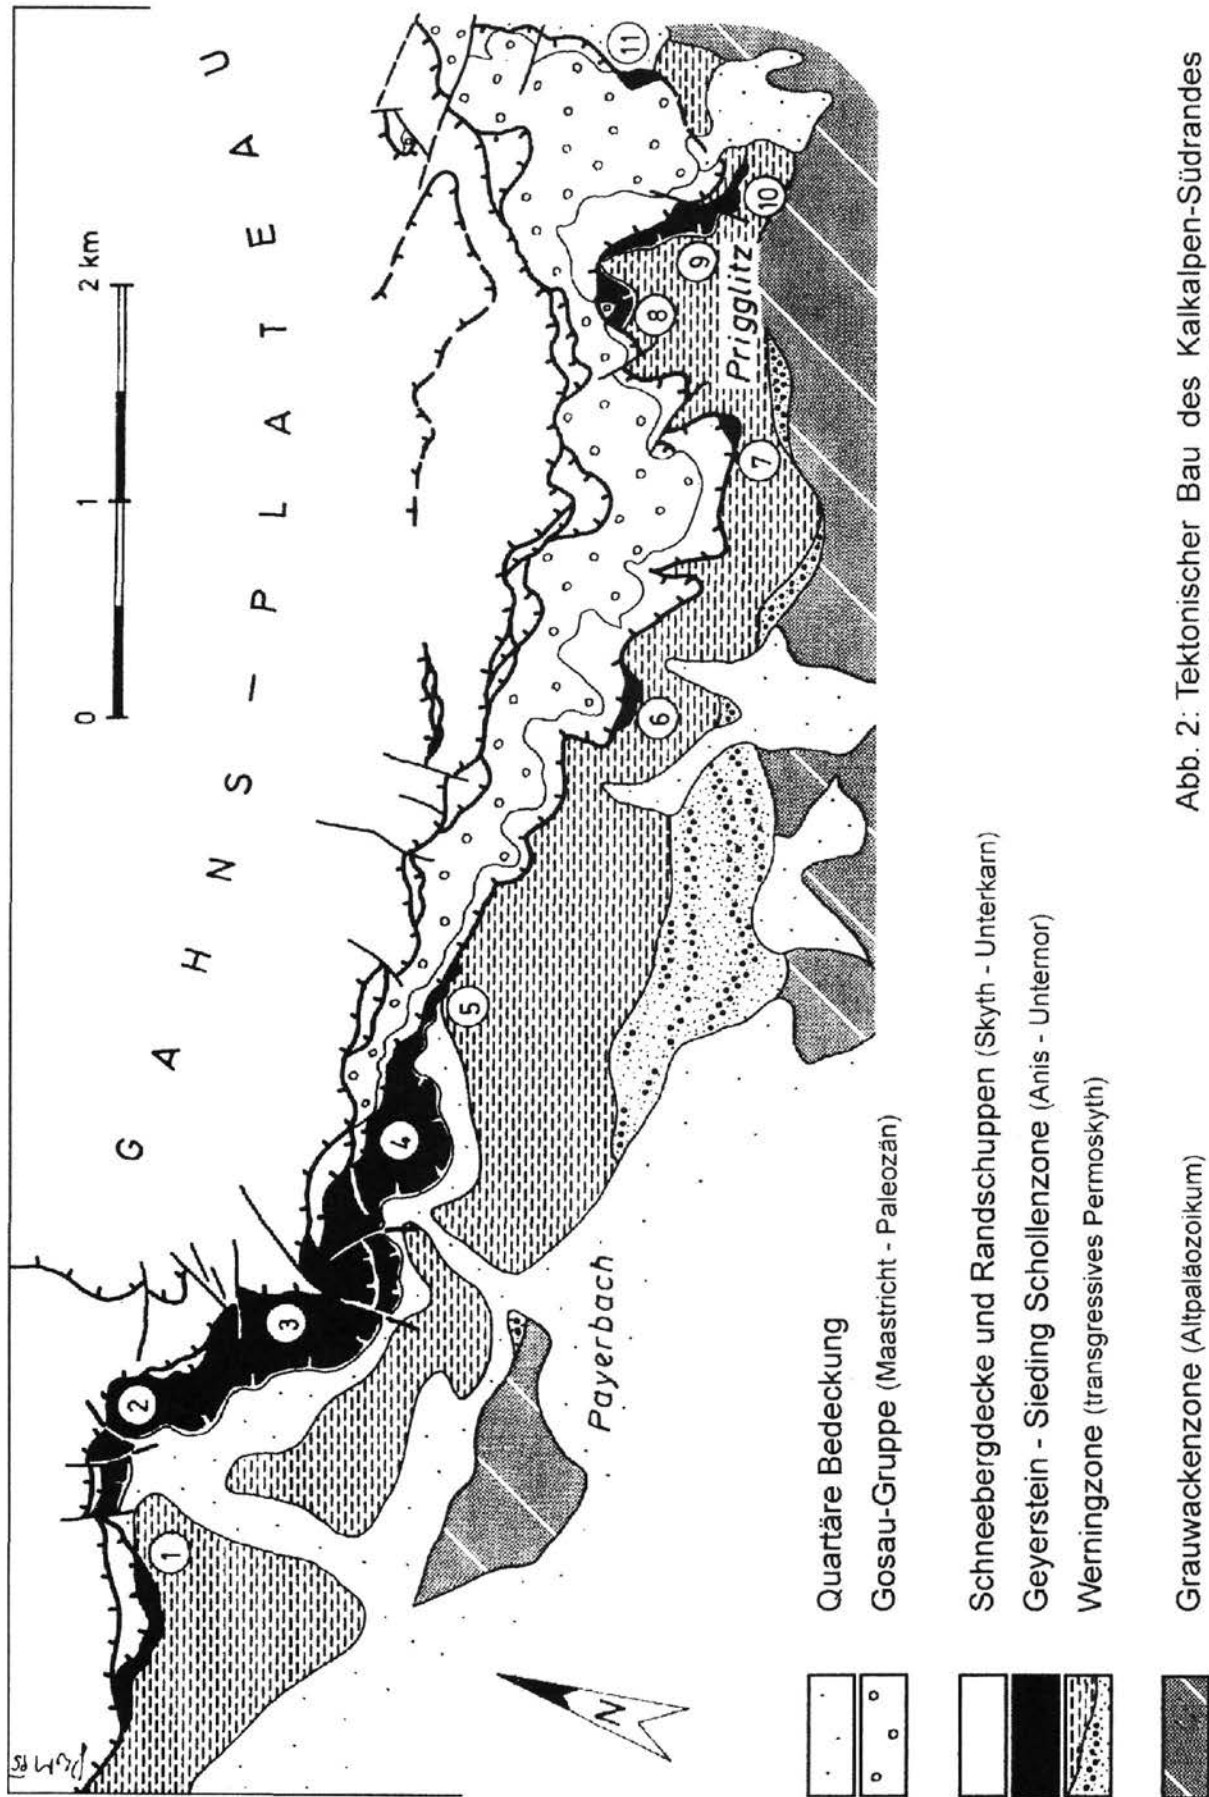 GAHNS – PLATEAU
0 1 2 km
1
2
3
4
5
6
7
8
9
10
11
Prigglitz
Payerbach
N
Quartäre Bedeckung
Gosau-Gruppe (Maastricht - Paleozän)
Schneebergdecke und Randschuppen (Skyth - Unterkarn)
Geyerstein - Sieding Schollenzone (Anis - Unternor)
Werningzone (transgressives Permoskyth)
Grauwackenzone (Altpaläozoikum)
Abb. 2: Tektonischer Bau des Kalkalpen-Südrandes